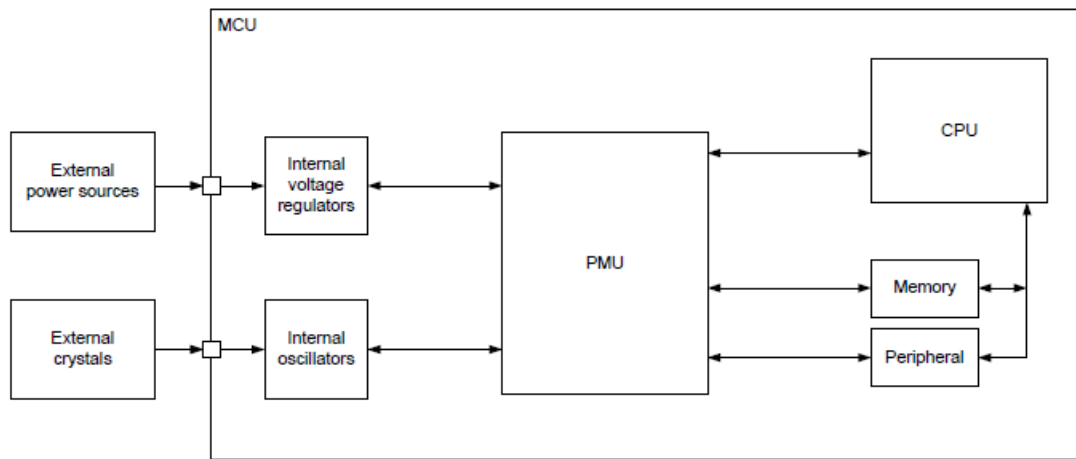 MCU
CPU
External
power sources
Internal
voltage
regulators
PMU
Memory
External
crystals
Internal
oscillators
Peripheral